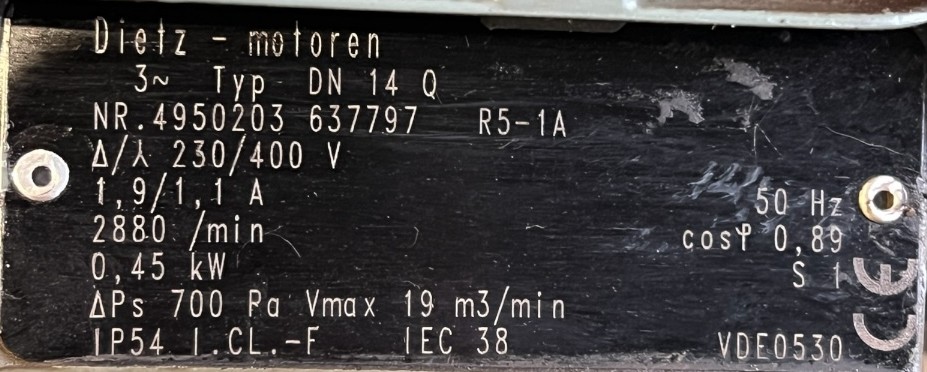 Dietz - motoren
3~ Typ DN 14 Q
NR.4950203 637797 R5-1A
Δ/⅄ 230/400 V
1,9/1,1 A 50 Hz
2880 /min cosφ 0,89
0,45 kW S 1
ΔPs 700 Pa Vmax 19 m3/min
IP54 I.CL.-F IEC 38 VDE0530
CE